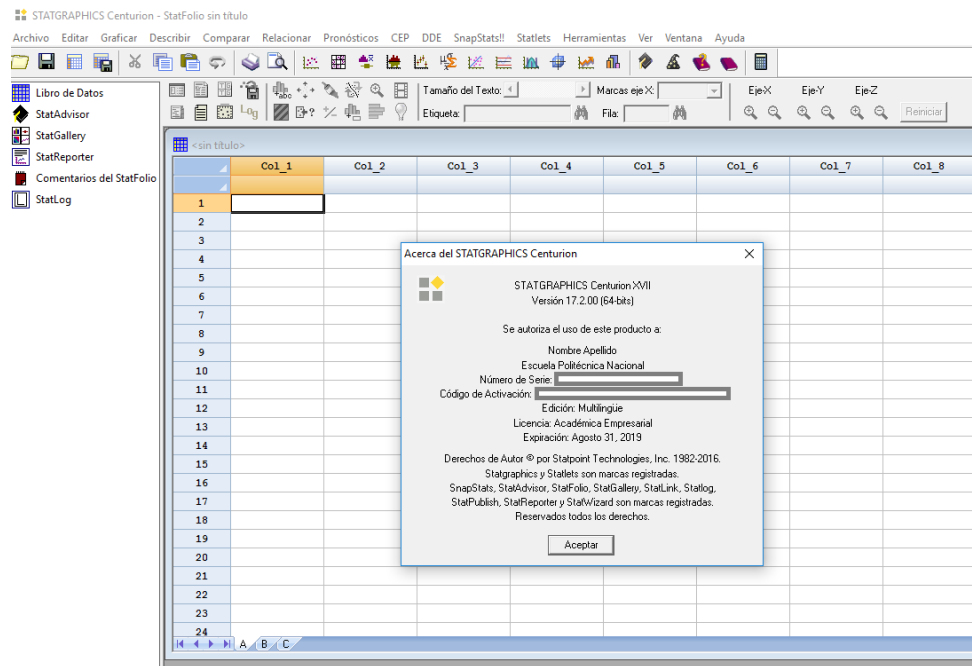 STATGRAPHICS Centurion - StatFolio sin título
Archivo Editar Graficar Describir Comparar Relacionar Pronósticos CEP DDE SnapStats!! Statlets Herramientas Ver Ventana Ayuda
Libro de Datos
StatAdvisor
StatGallery
StatReporter
Comentarios del StatFolio
StatLog
Tamaño del Texto: Marcas eje X: Eje-X Eje-Y Eje-Z
Log Etiqueta: Fila: Reiniciar
<sin título>
Col_1 Col_2 Col_3 Col_4 Col_5 Col_6 Col_7 Col_8
1
2
3
4
5
6
7
8
9
10
11
12
13
14
15
16
17
18
19
20
21
22
23
24
A B C
Acerca del STATGRAPHICS Centurion
STATGRAPHICS Centurion XVII
Versión 17.2.00 (64-bits)
Se autoriza el uso de este producto a:
Nombre Apellido
Escuela Politécnica Nacional
Número de Serie:
Código de Activación:
Edición: Multilingüe
Licencia: Académica Empresarial
Expiración: Agosto 31, 2019
Derechos de Autor © por Statpoint Technologies, Inc. 1982-2016.
Statgraphics y Statlets son marcas registradas.
SnapStats, StatAdvisor, StatFolio, StatGallery, StatLink, Statlog,
StatPublish, StatReporter y StatWizard son marcas registradas.
Reservados todos los derechos.
Aceptar